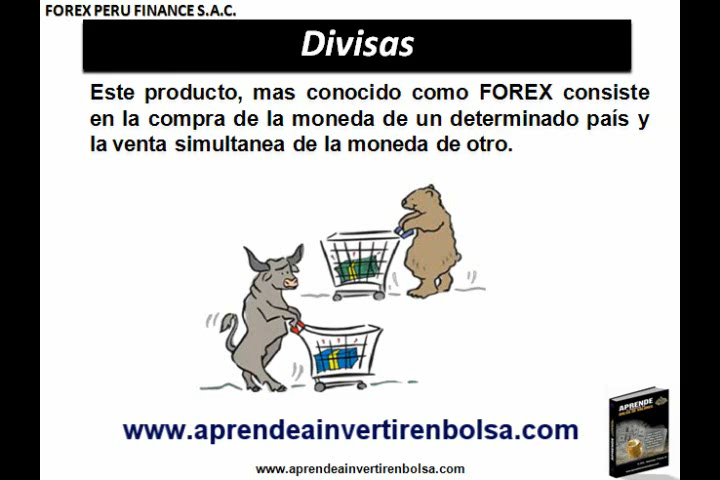 FOREX PERU FINANCE S.A.C.
Divisas
Este producto, mas conocido como FOREX consiste
en la compra de la moneda de un determinado país y
la venta simultanea de la moneda de otro.
www.aprendeainvertirenbolsa.com
www.aprendeainvertirenbolsa.com
APRENDE